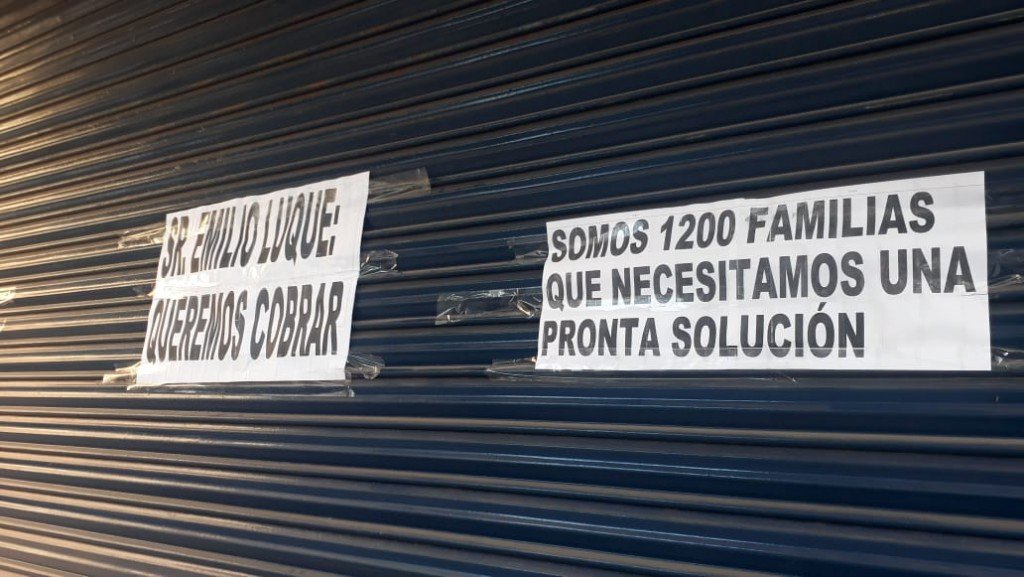 SR. EMILIO LUQUE:
QUEREMOS COBRAR
SOMOS 1200 FAMILIAS
QUE NECESITAMOS UNA
PRONTA SOLUCIÓN